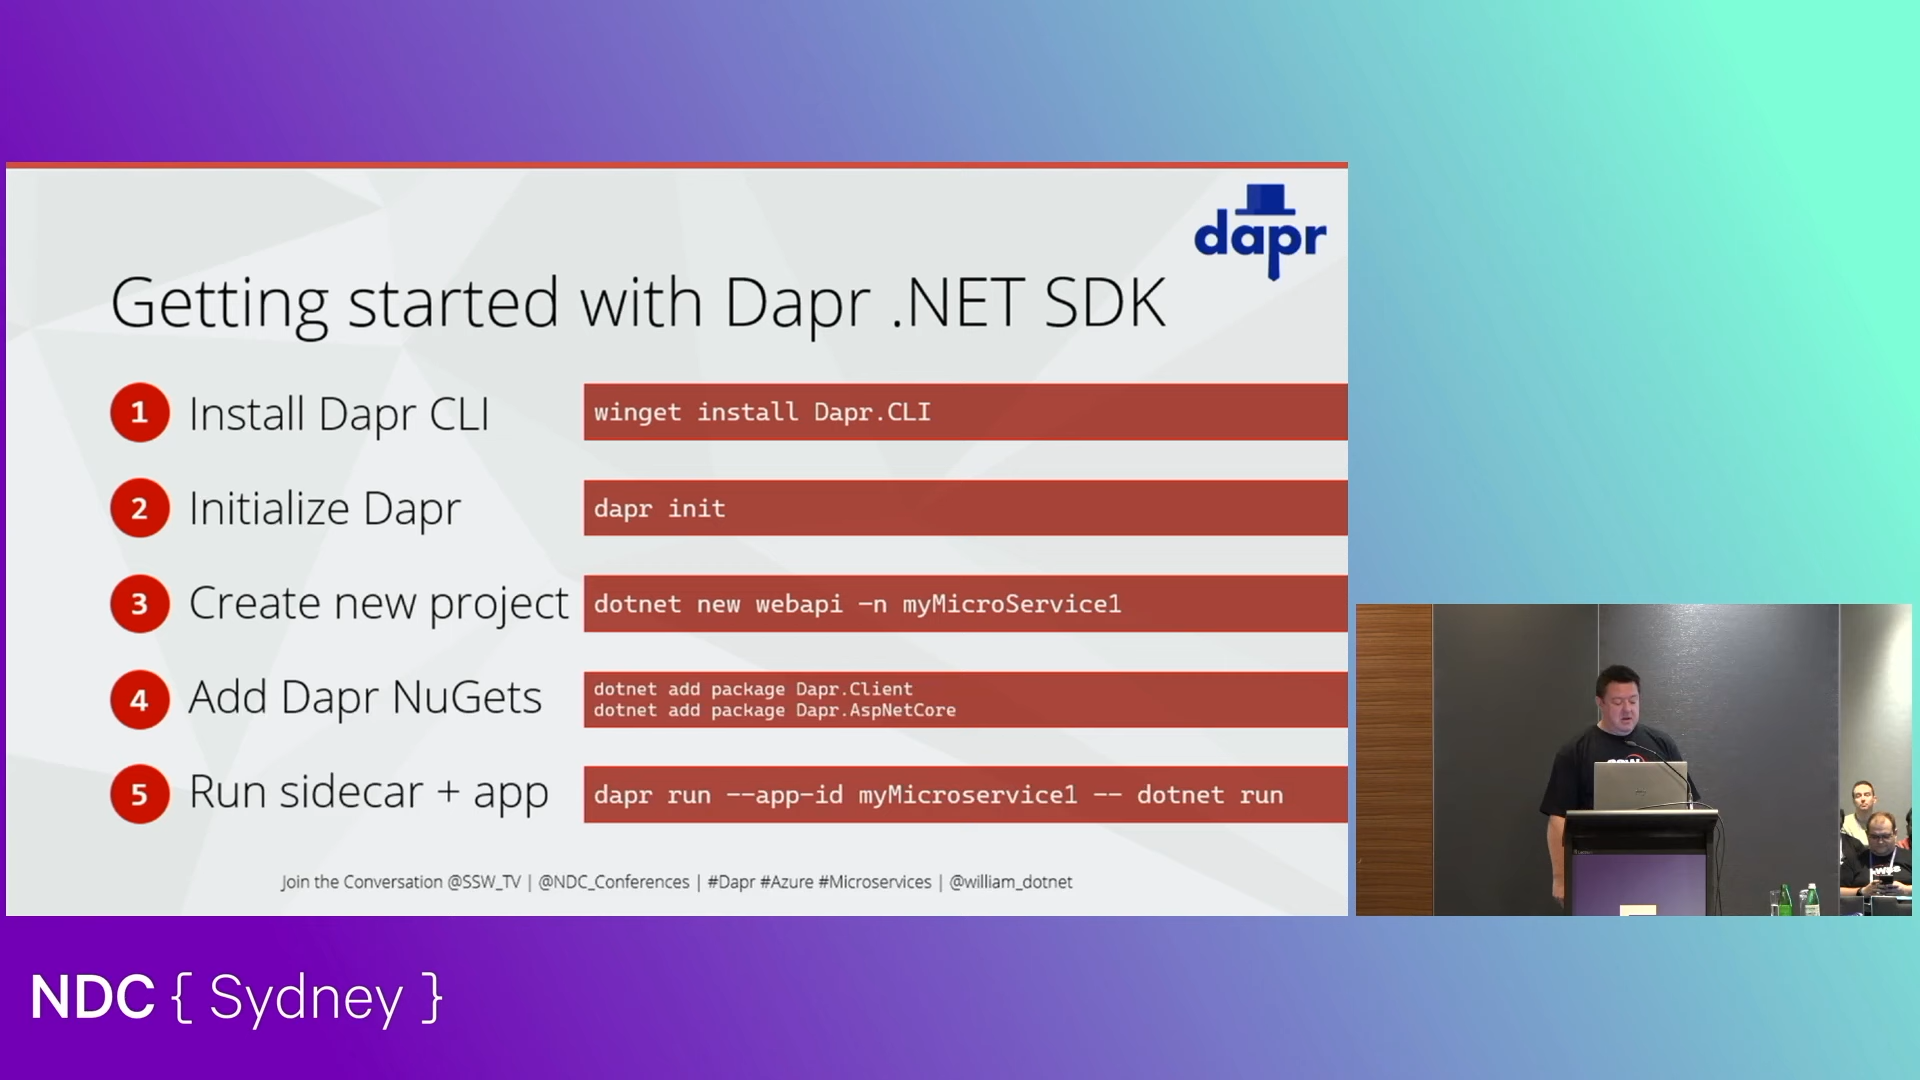 dapr
Getting started with Dapr .NET SDK
1 Install Dapr CLI
winget install Dapr.CLI
2 Initialize Dapr
dapr init
3 Create new project
dotnet new webapi -n myMicroService1
4 Add Dapr NuGets
dotnet add package Dapr.Client
dotnet add package Dapr.AspNetCore
5 Run sidecar + app
dapr run --app-id myMicroservice1 -- dotnet run
Join the Conversation @SSW_TV | @NDC_Conferences | #Dapr #Azure #Microservices | @william_dotnet
NDC { Sydney }